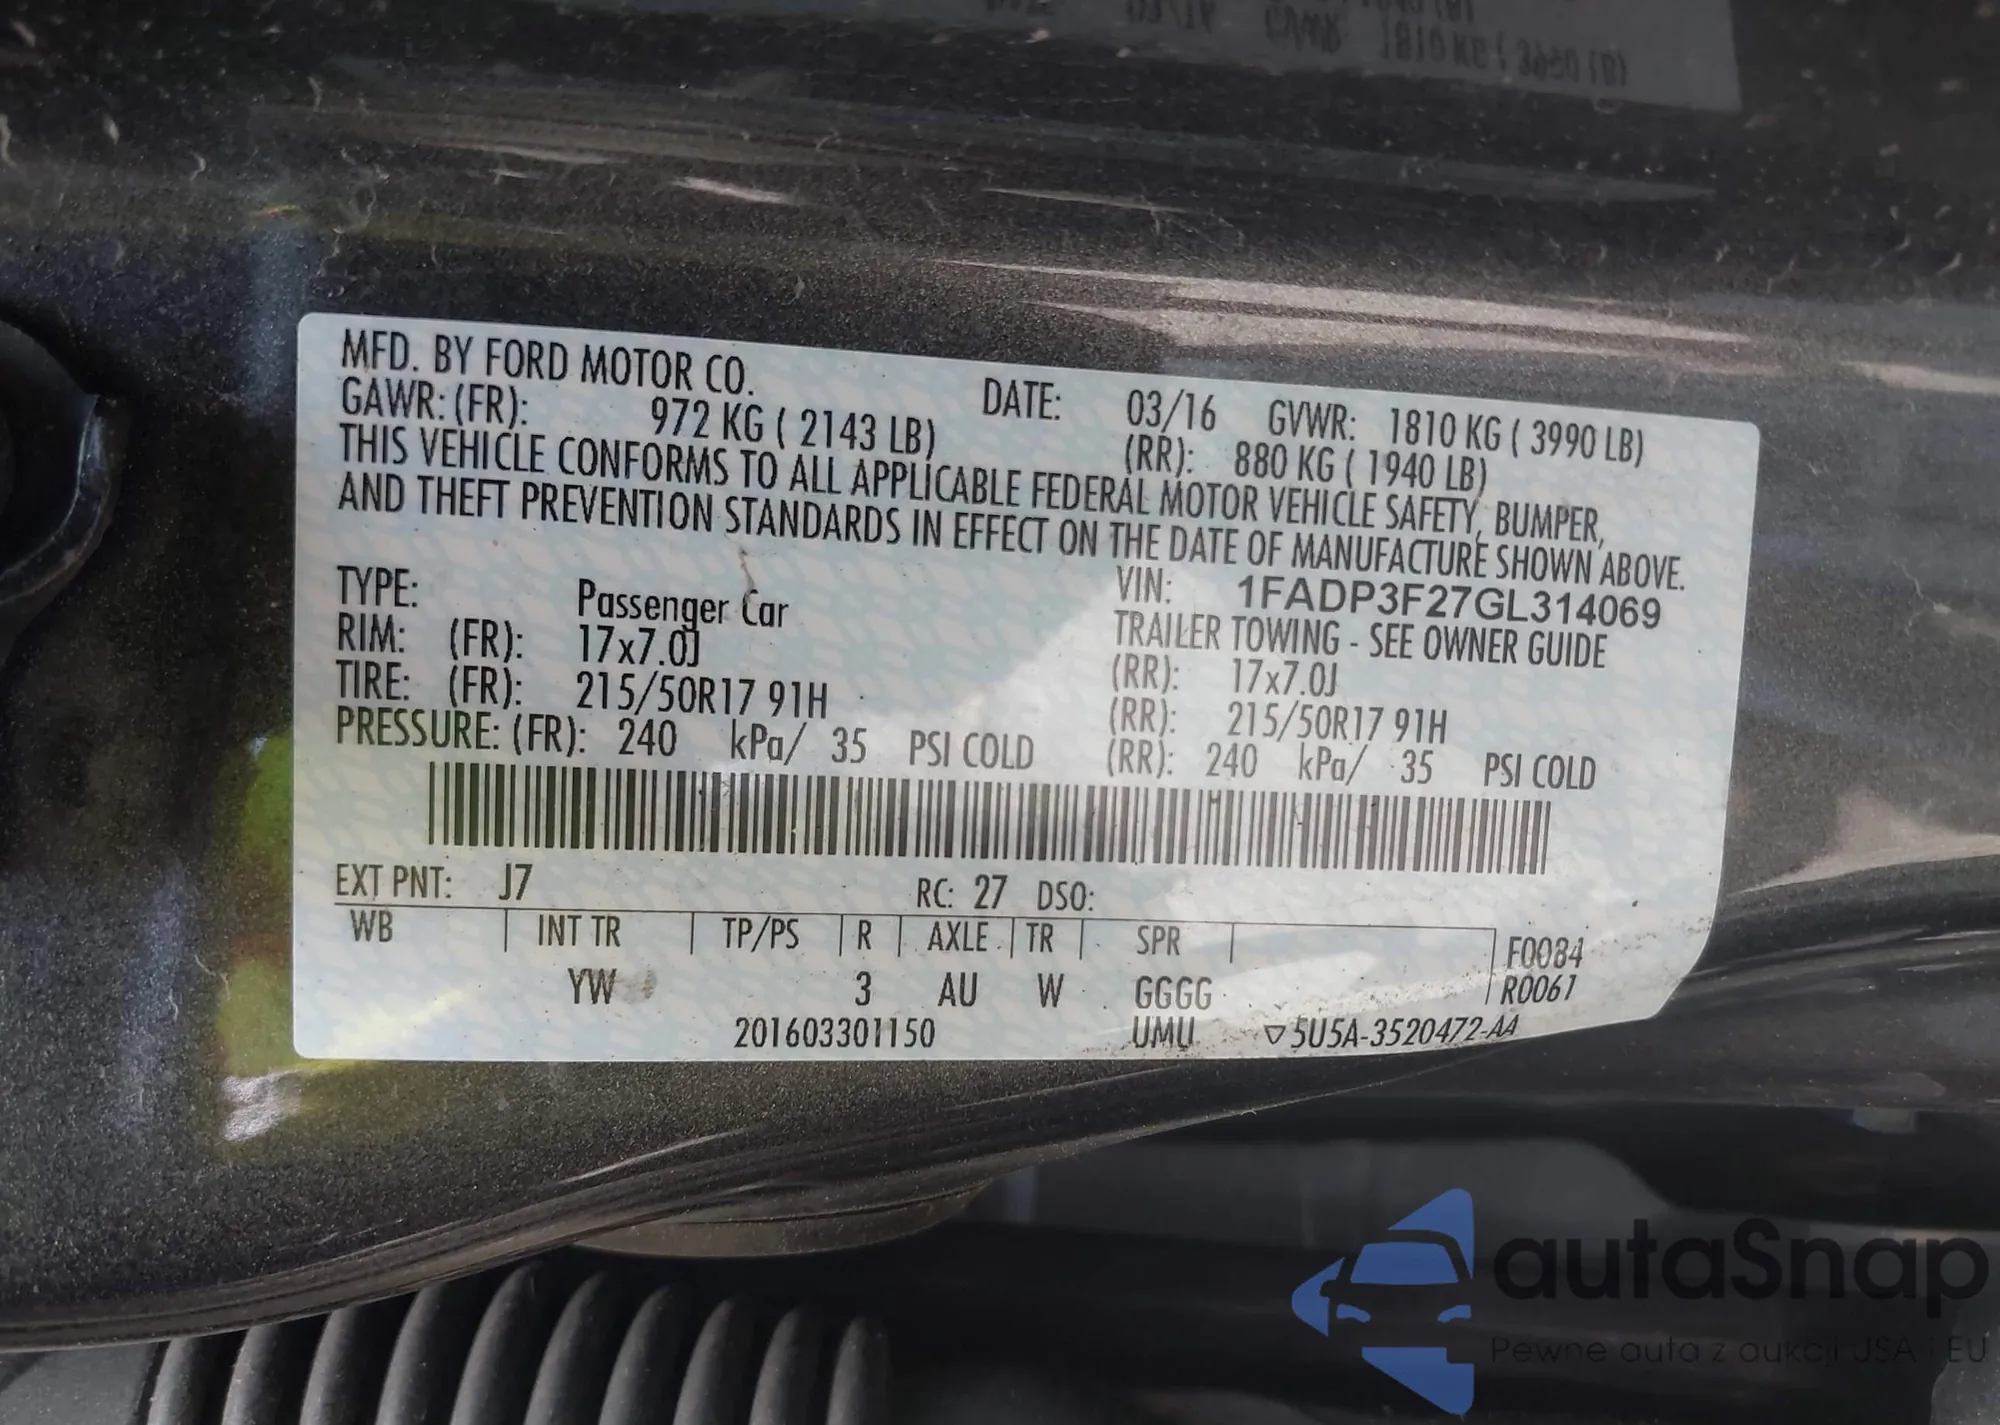 MFD. BY FORD MOTOR CO. DATE: 03/16 GVWR: 1810 KG ( 3990 LB)
GAWR: (FR): 972 KG ( 2143 LB) (RR): 880 KG ( 1940 LB)
THIS VEHICLE CONFORMS TO ALL APPLICABLE FEDERAL MOTOR VEHICLE SAFETY, BUMPER,
AND THEFT PREVENTION STANDARDS IN EFFECT ON THE DATE OF MANUFACTURE SHOWN ABOVE.
VIN: 1FADP3F27GL314069
TYPE: Passenger Car TRAILER TOWING - SEE OWNER GUIDE
RIM: (FR): 17x7.0J (RR): 17x7.0J
TIRE: (FR): 215/50R17 91H (RR): 215/50R17 91H
PRESSURE: (FR): 240 kPa/ 35 PSI COLD (RR): 240 kPa/ 35 PSI COLD
EXT PNT: J7 RC: 27 DSO:
WB INT TR TP/PS R AXLE TR SPR F0084
YW 3 AU W GGGG R0061
201603301150 UMU 5U5A-3520472-AA
autaSnap
Pewne auta z aukcji USA i EU